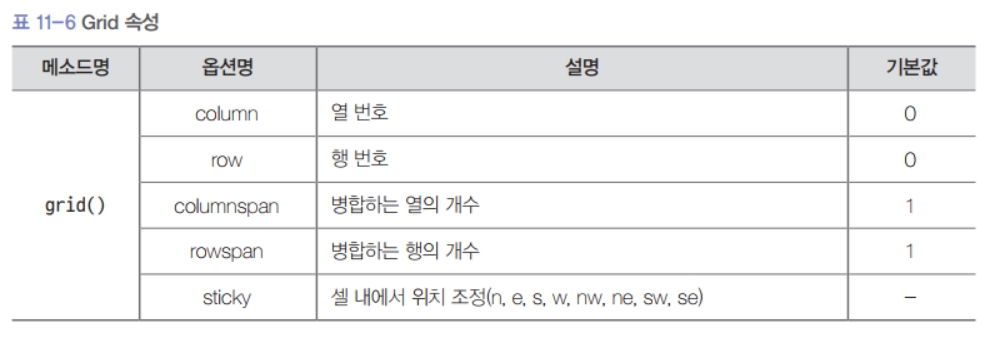 표 11-6 Grid 속성
메소드명 옵션명 설명 기본값
column 열 번호 0
row 행 번호 0
grid() columnspan 병합하는 열의 개수 1
rowspan 병합하는 행의 개수 1
sticky 셀 내에서 위치 조정(n, e, s, w, nw, ne, sw, se) -